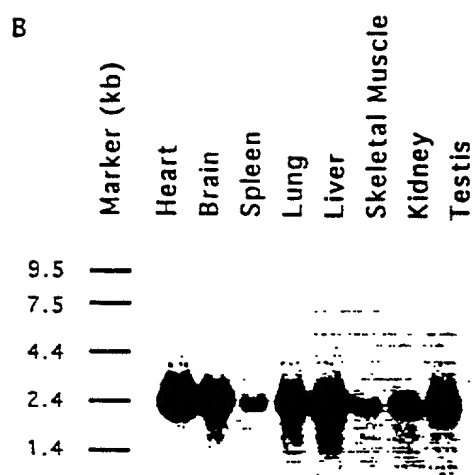 B
Marker (kb)
Heart
Brain
Spleen
Lung
Liver
Skeletal Muscle
Kidney
Testis
9.5
7.5
4.4
2.4
1.4